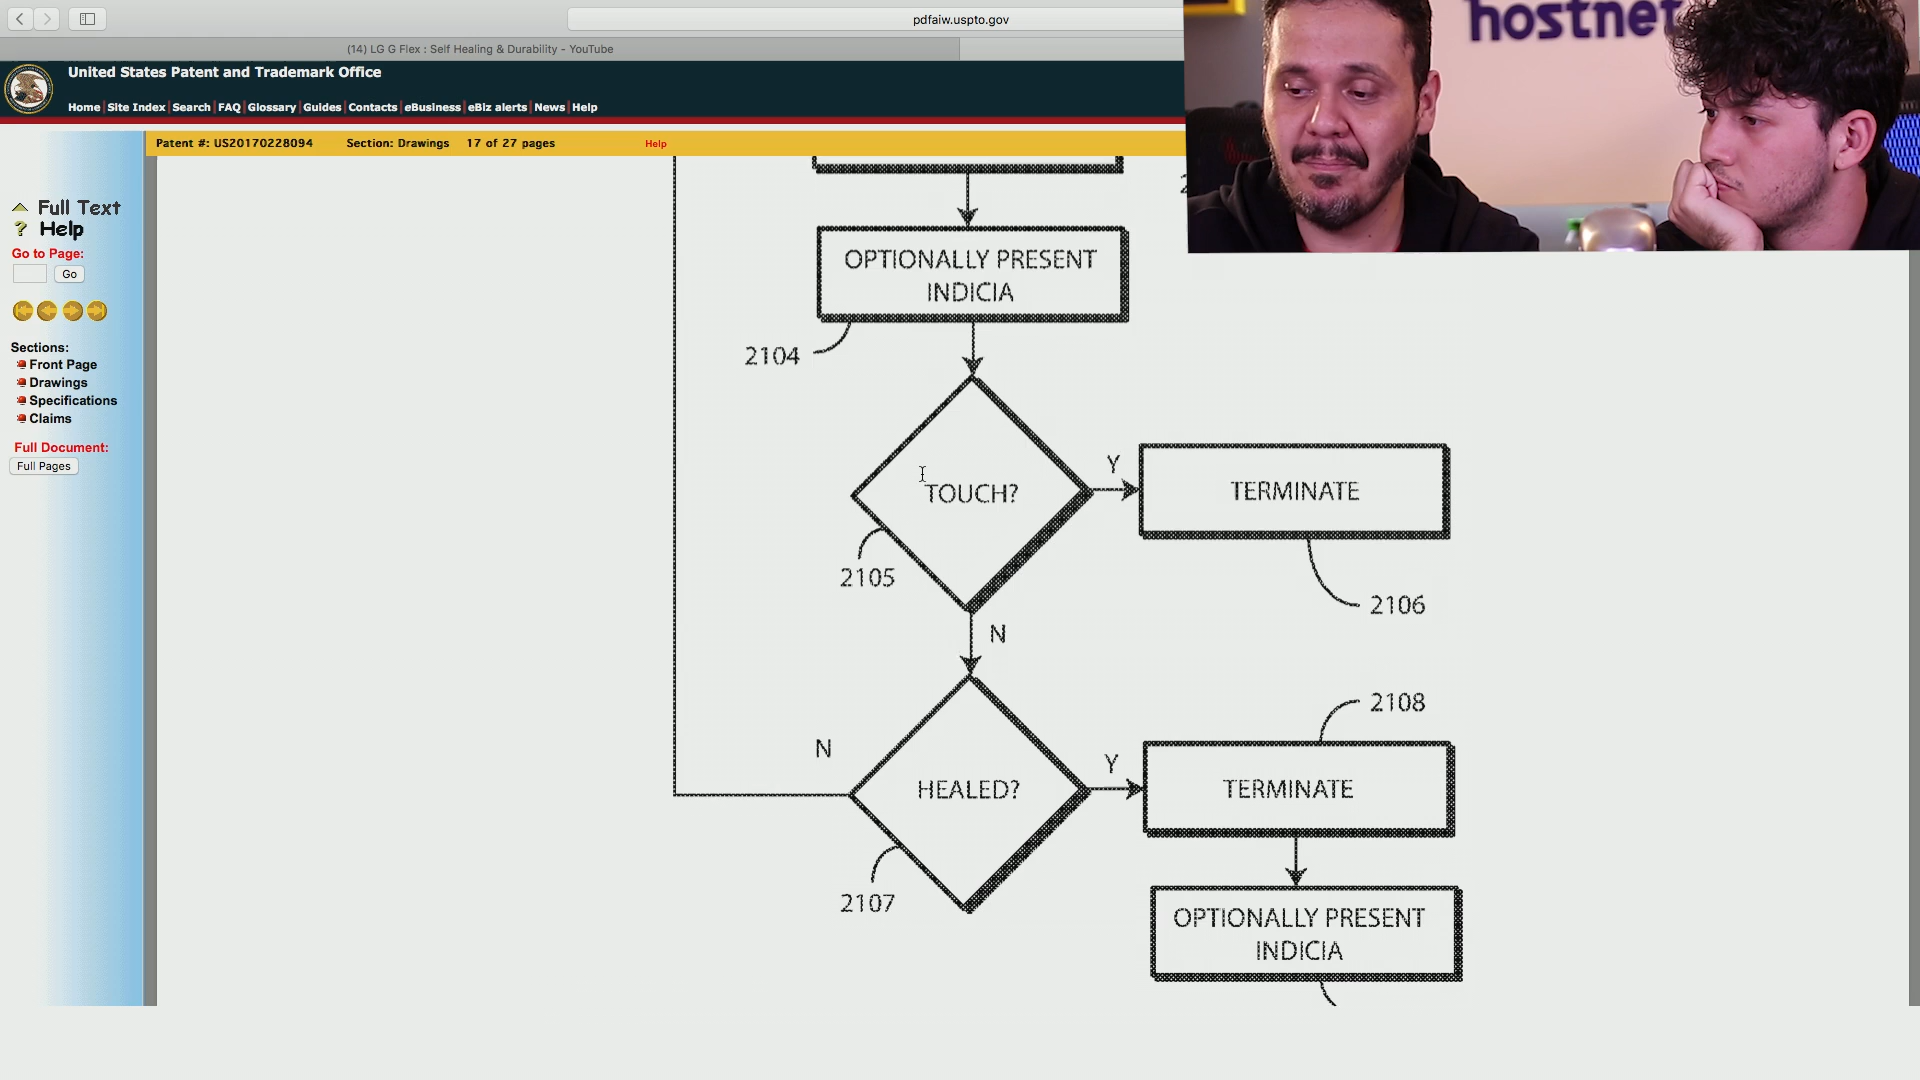 pdfaiw.uspto.gov
(14) LG G Flex : Self Healing & Durability - YouTube
hostnet
United States Patent and Trademark Office
Home | Site Index | Search | FAQ | Glossary | Guides | Contacts | eBusiness | eBiz alerts | News | Help
Patent #: US20170228094 Section: Drawings 17 of 27 pages Help
Full Text
? Help
Go to Page:
Go
Sections:
Front Page
Drawings
Specifications
Claims
Full Document:
Full Pages
OPTIONALLY PRESENT
INDICIA
2104
TOUCH?
Y
TERMINATE
2105
2106
N
2108
N
HEALED?
Y
TERMINATE
2107
OPTIONALLY PRESENT
INDICIA